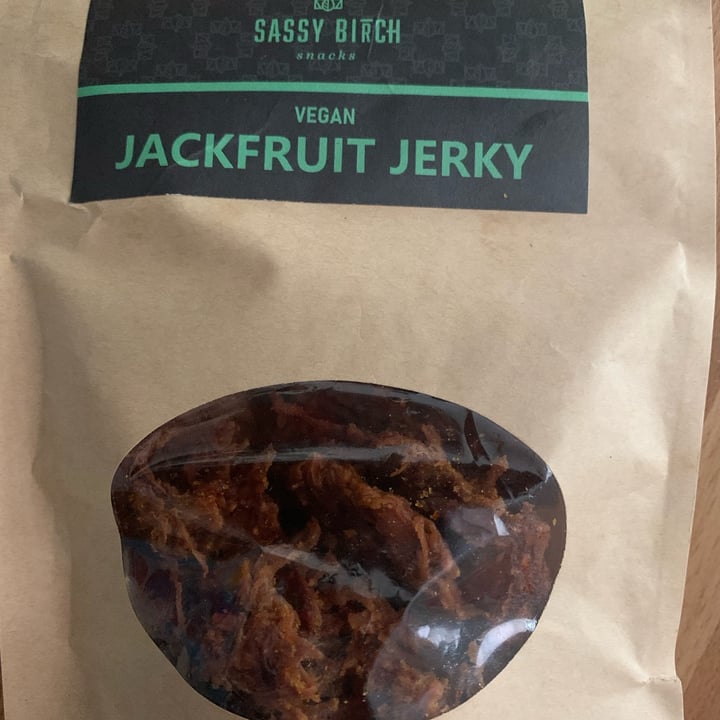 SASSY BIRCH
snacks
VEGAN
JACKFRUIT JERKY